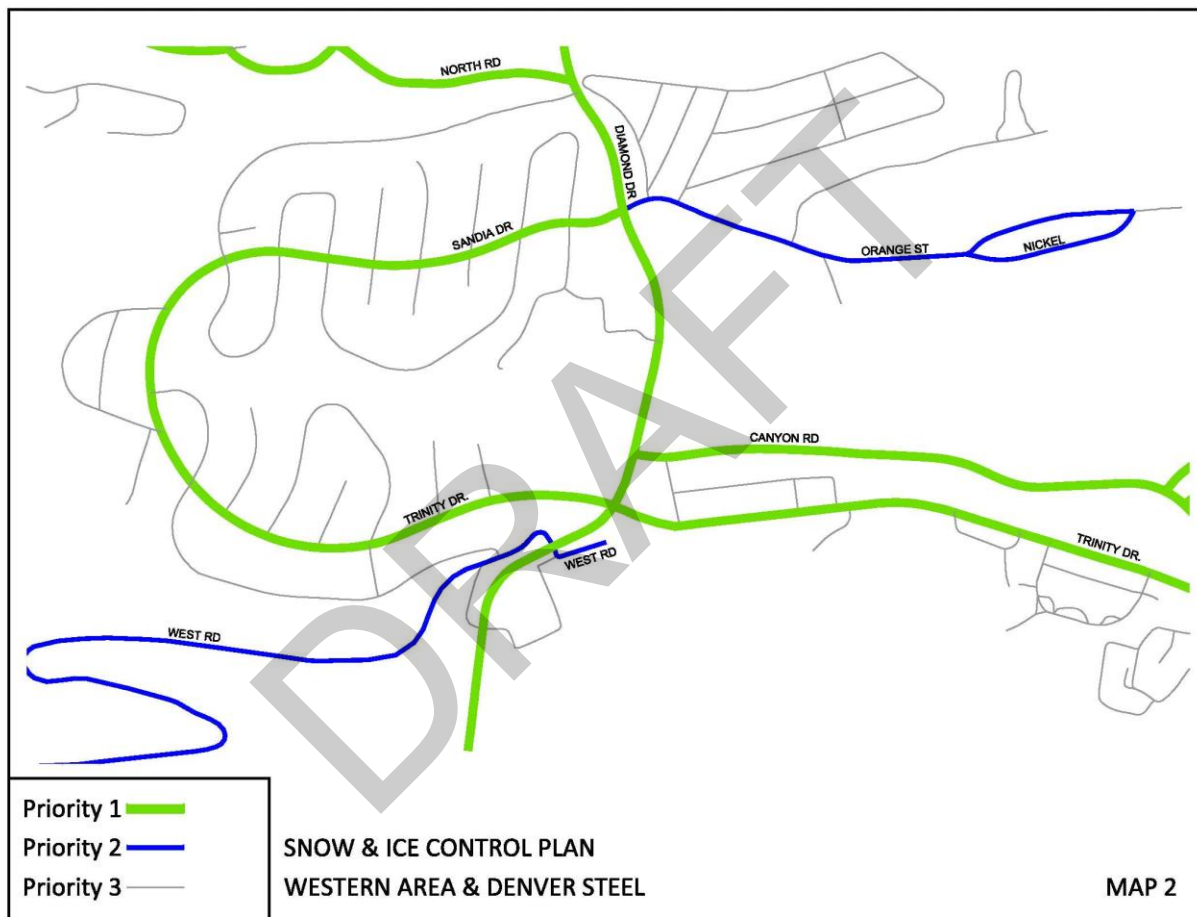 NORTH RD
DIAMOND DR
SANDIA DR
ORANGE ST
NICKEL
CANYON RD
TRINITY DR.
TRINITY DR.
WEST RD
WEST RD
DRAFT
Priority 1
Priority 2
Priority 3
SNOW & ICE CONTROL PLAN
WESTERN AREA & DENVER STEEL
MAP 2